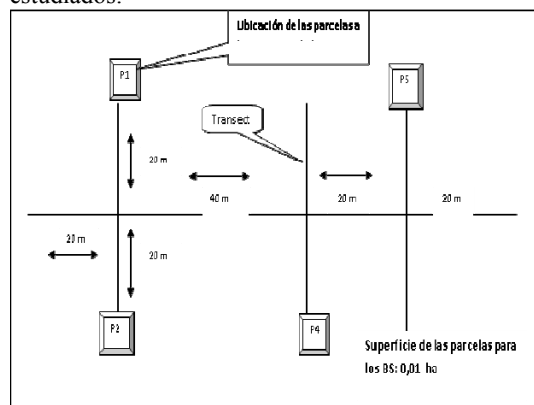 estudiados.
Ubicación de las parcelas a
P1
P5
Transect
20 m
40 m
20 m
20 m
20 m
20 m
P2
P4
Superficie de las parcelas para
los BS: 0,01 ha